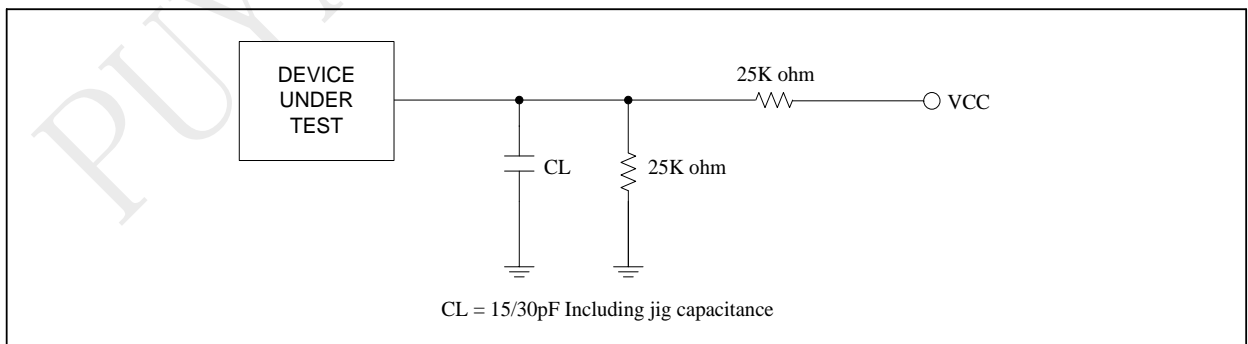 DEVICE
UNDER
TEST
25K ohm
VCC
CL
25K ohm
CL = 15/30pF Including jig capacitance